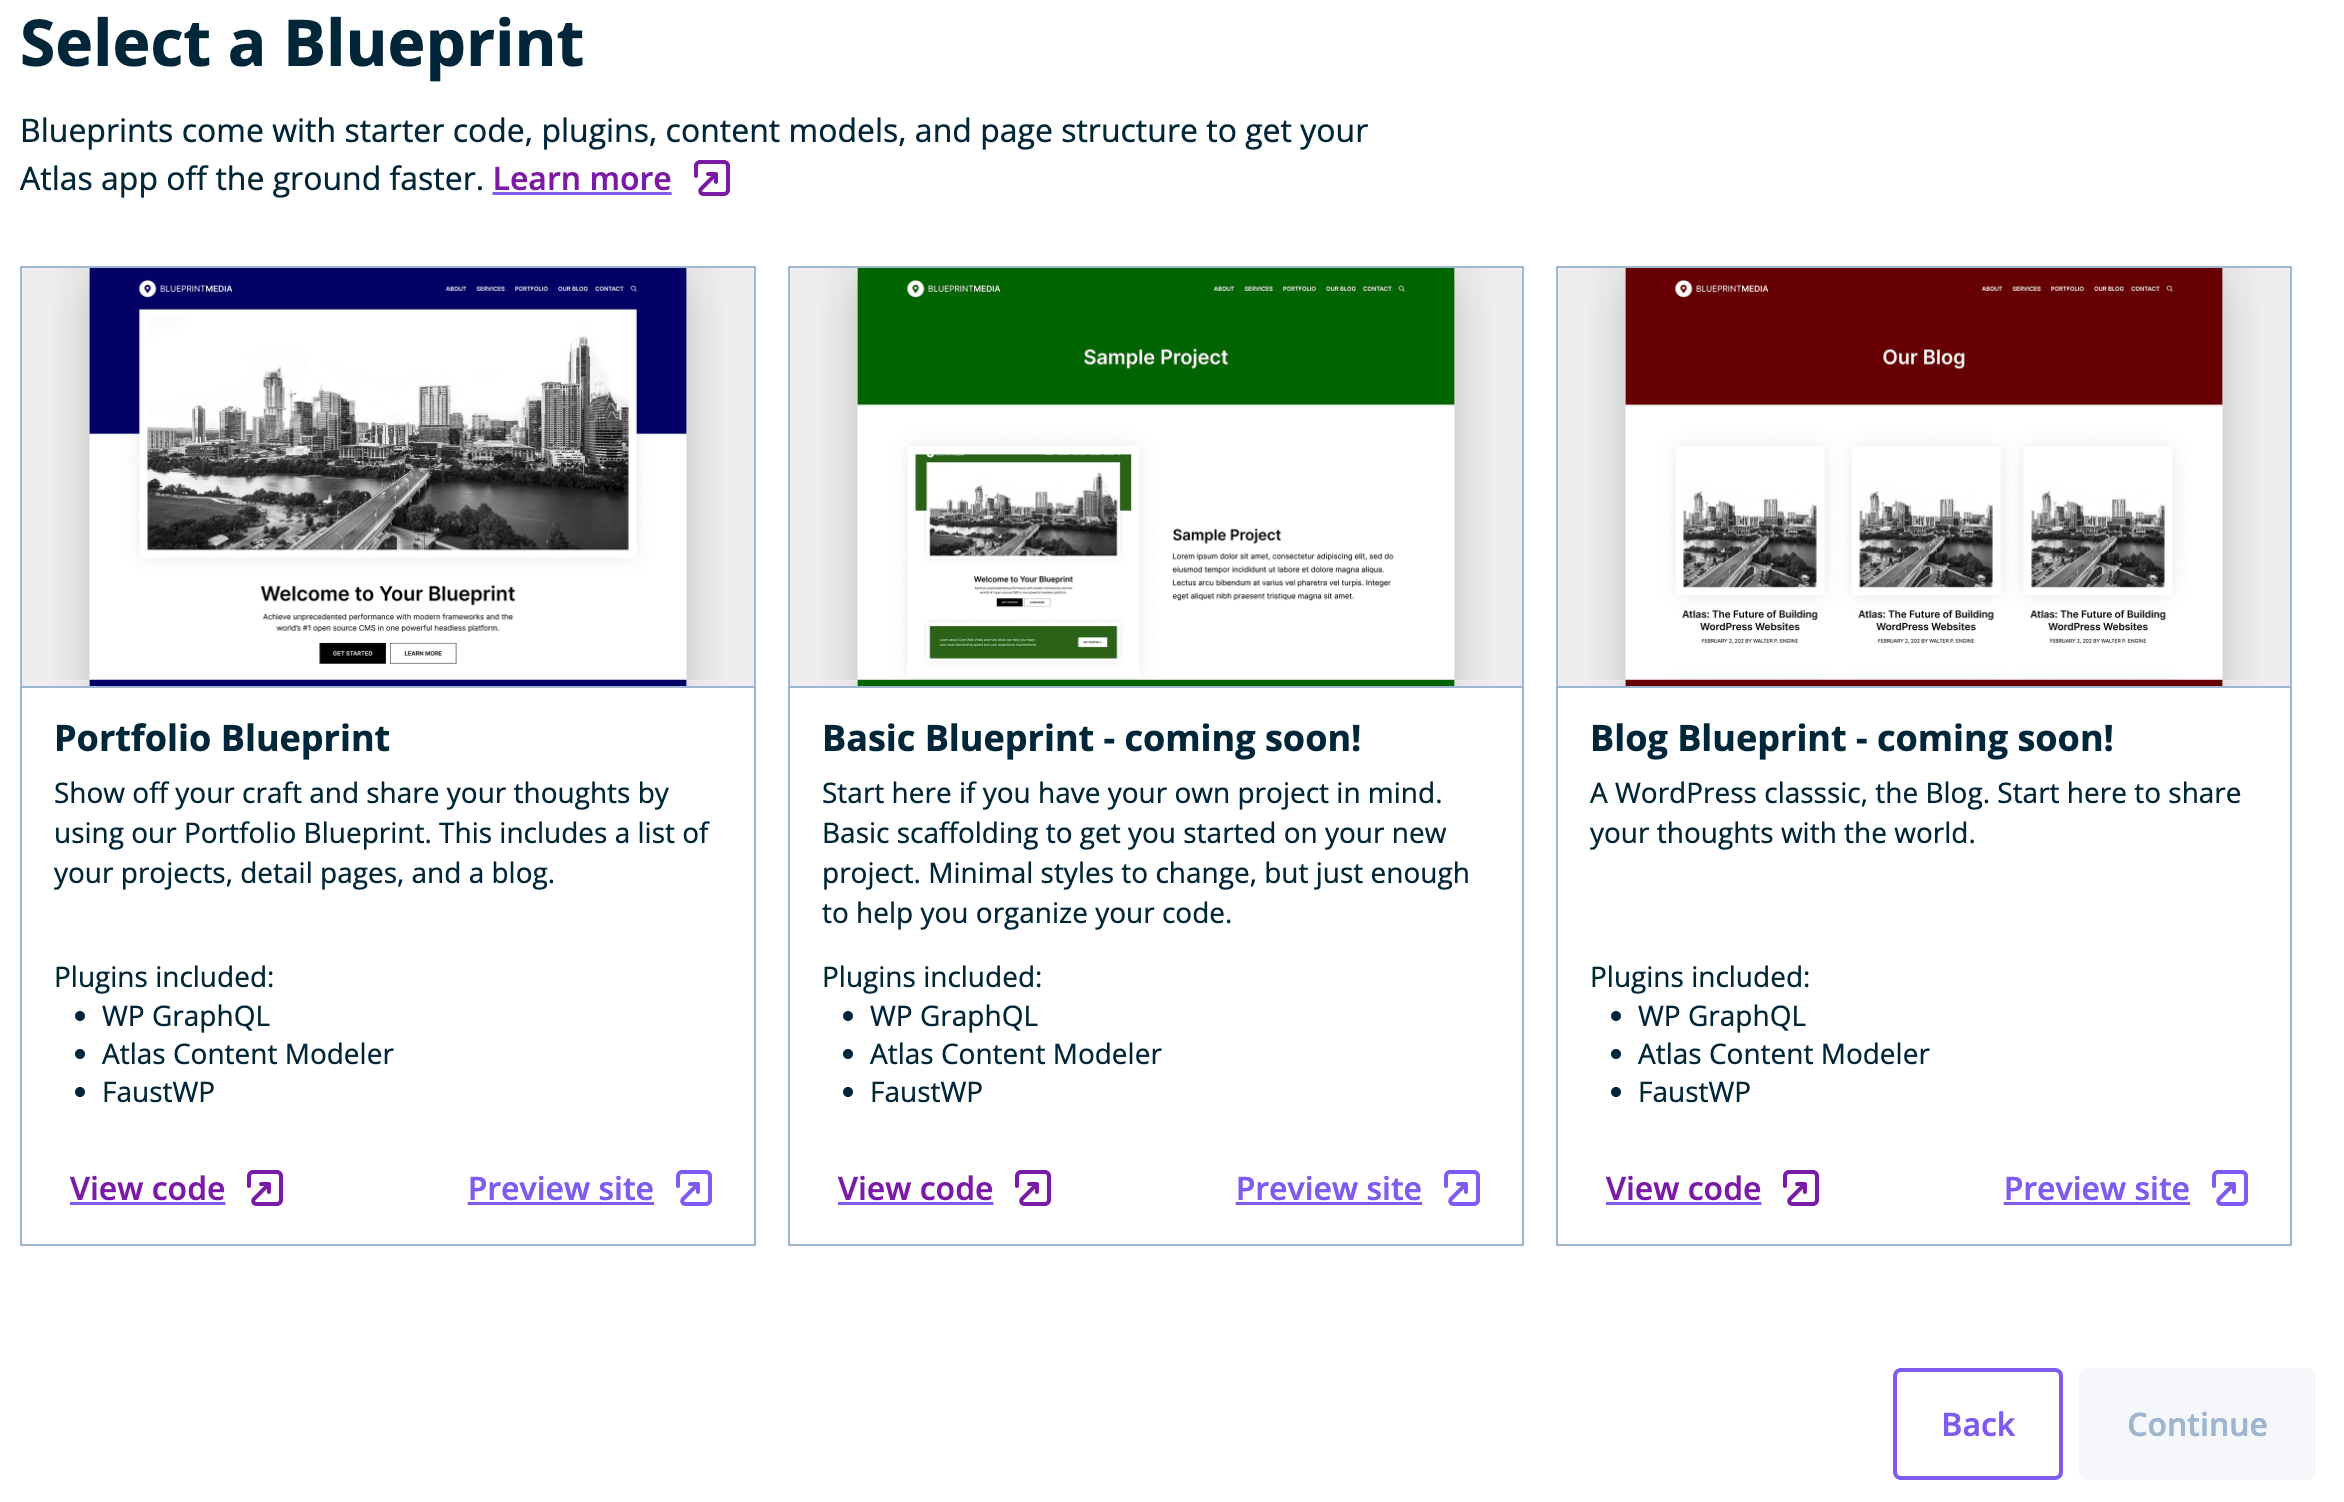 Select a Blueprint
Blueprints come with starter code, plugins, content models, and page structure to get your
Atlas app off the ground faster. Learn more
BLUEPRINTMEDIA
ABOUT SERVICES PORTFOLIO OUR BLOG CONTACT
Welcome to Your Blueprint
Achieve unprecedented performance with modern frameworks and the
world's #1 open source CMS in one powerful headless platform.
GET STARTED LEARN MORE
Portfolio Blueprint
Show off your craft and share your thoughts by
using our Portfolio Blueprint. This includes a list of
your projects, detail pages, and a blog.
Plugins included:
• WP GraphQL
• Atlas Content Modeler
• FaustWP
View code Preview site
BLUEPRINTMEDIA
ABOUT SERVICES PORTFOLIO OUR BLOG CONTACT
Sample Project
Welcome to Your Blueprint
Sample Project
Lorem ipsum dolor sit amet, consectetur adipiscing elit, sed do
eiusmod tempor incididunt ut labore et dolore magna aliqua.
Lectus arcu bibendum at varius vel pharetra vel turpis. Integer
eget aliquet nibh praesent tristique magna sit amet.
Basic Blueprint - coming soon!
Start here if you have your own project in mind.
Basic scaffolding to get you started on your new
project. Minimal styles to change, but just enough
to help you organize your code.
Plugins included:
• WP GraphQL
• Atlas Content Modeler
• FaustWP
View code Preview site
BLUEPRINTMEDIA
ABOUT SERVICES PORTFOLIO OUR BLOG CONTACT
Our Blog
Atlas: The Future of Building
WordPress Websites
FEBRUARY 2, 202 BY WALTER P. ENGINE
Atlas: The Future of Building
WordPress Websites
FEBRUARY 2, 202 BY WALTER P. ENGINE
Atlas: The Future of Building
WordPress Websites
FEBRUARY 2, 202 BY WALTER P. ENGINE
Blog Blueprint - coming soon!
A WordPress classsic, the Blog. Start here to share
your thoughts with the world.
Plugins included:
• WP GraphQL
• Atlas Content Modeler
• FaustWP
View code Preview site
Back Continue